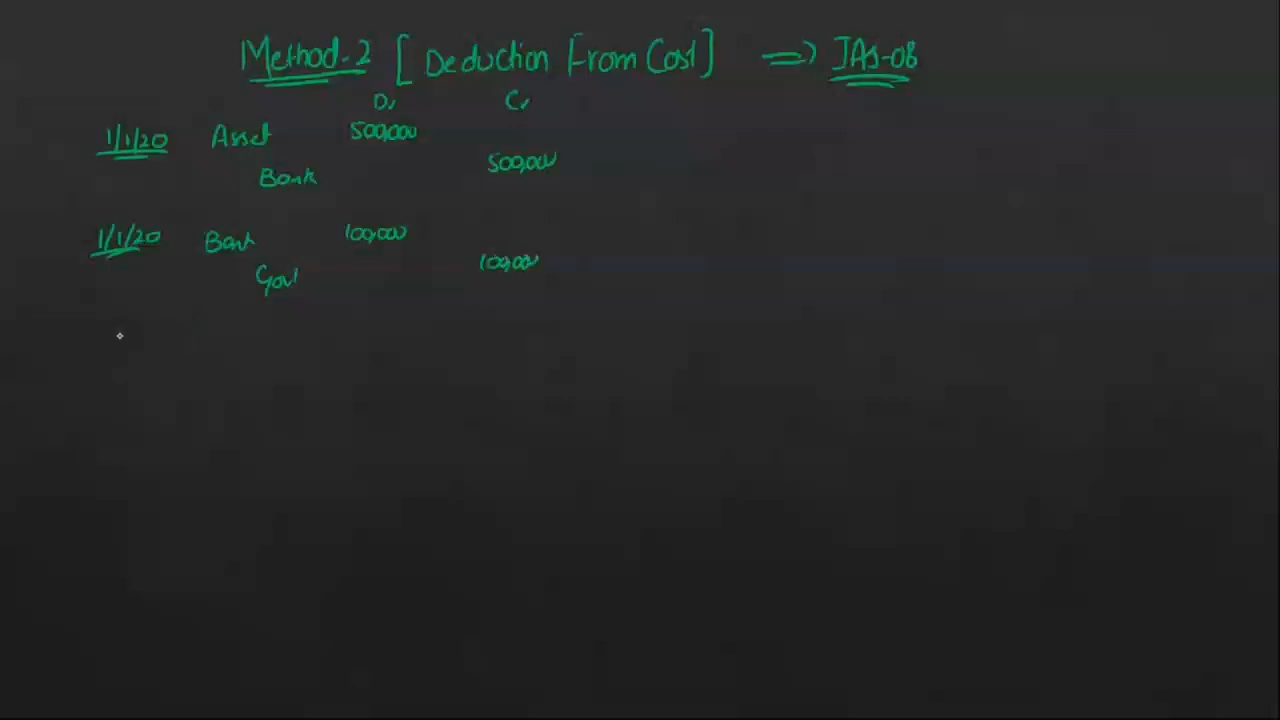 Method-2 [Deduction From Cost] => IAS-08
Dr Cr
1/1/20 Asset 500,000
Bank 500,000
1/1/20 Bank 100,000
Govt 100,000